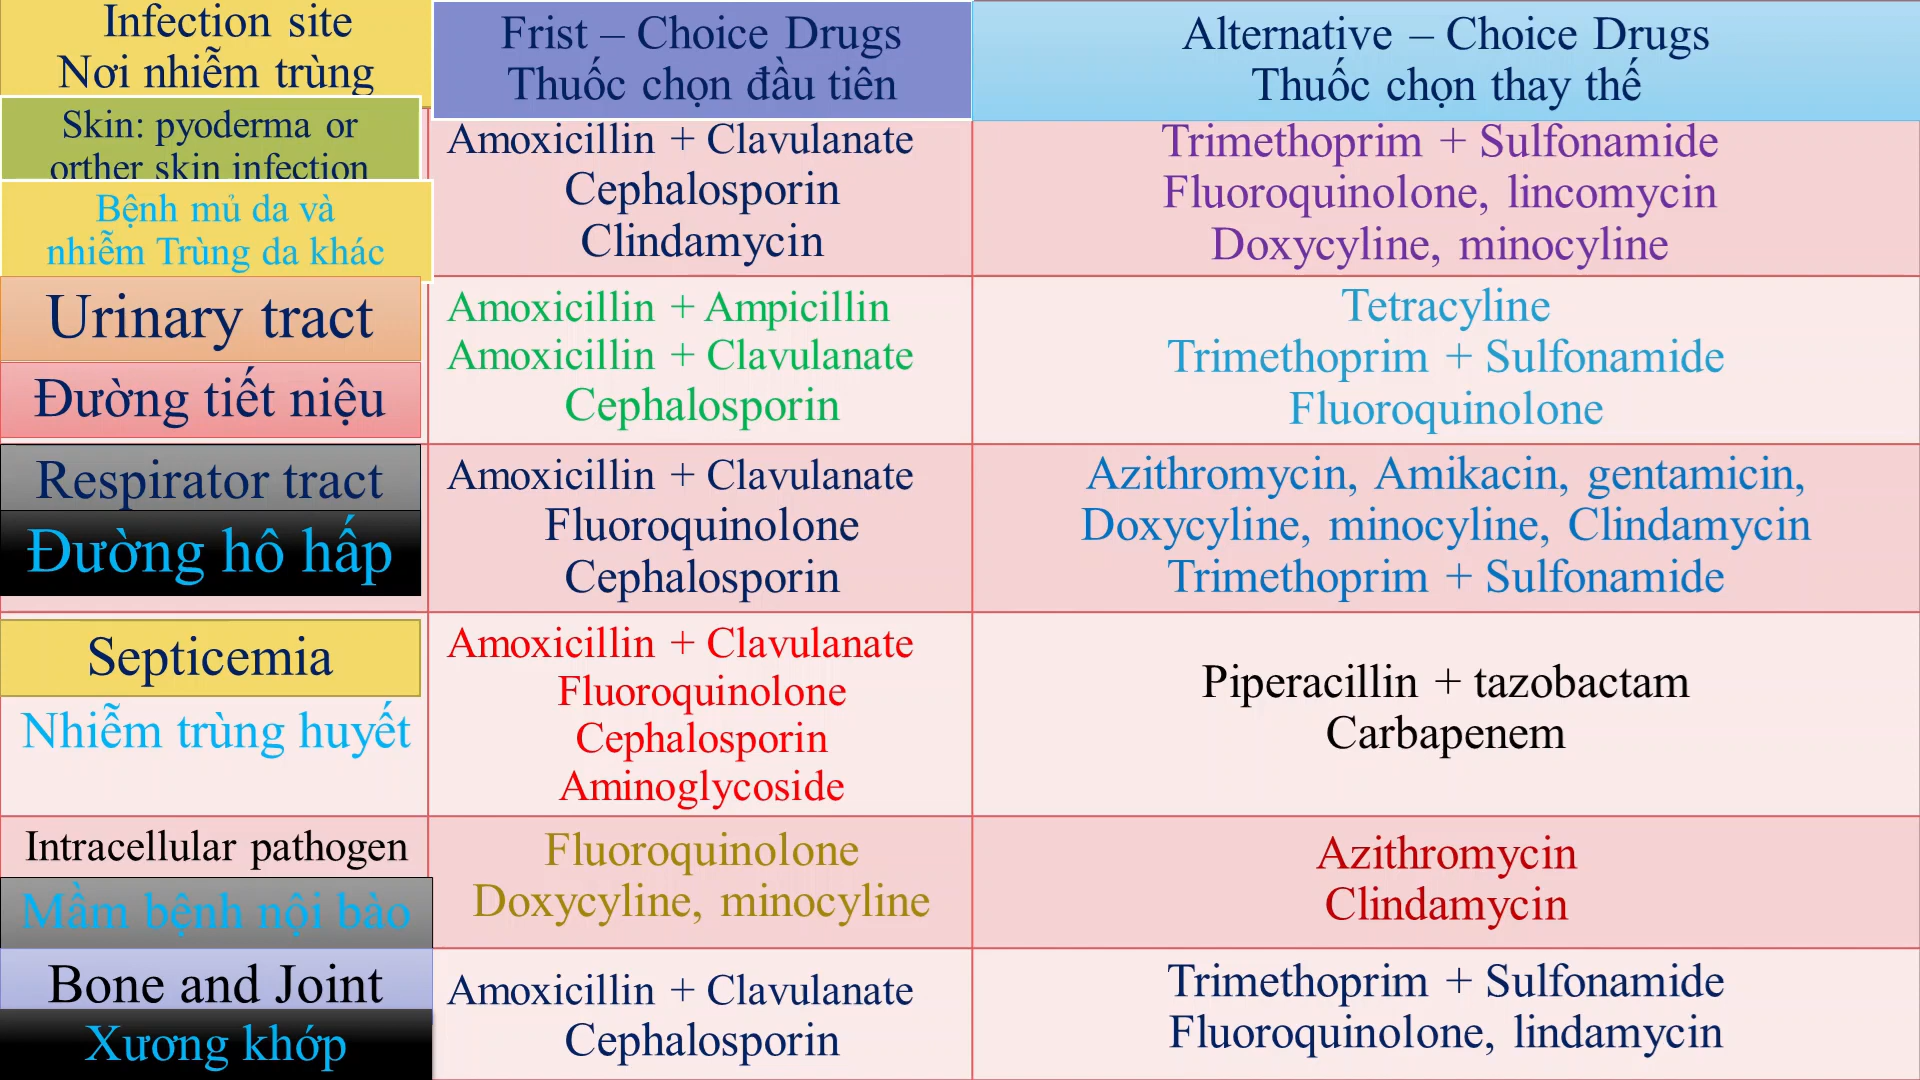 Infection site
Nơi nhiễm trùng
Frist – Choice Drugs
Thuốc chọn đầu tiên
Alternative – Choice Drugs
Thuốc chọn thay thế
Skin: pyoderma or
orther skin infection
Bệnh mủ da và
nhiễm Trùng da khác
Amoxicillin + Clavulanate
Cephalosporin
Clindamycin
Trimethoprim + Sulfonamide
Fluoroquinolone, lincomycin
Doxycyline, minocyline
Urinary tract
Đường tiết niệu
Amoxicillin + Ampicillin
Amoxicillin + Clavulanate
Cephalosporin
Tetracyline
Trimethoprim + Sulfonamide
Fluoroquinolone
Respirator tract
Đường hô hấp
Amoxicillin + Clavulanate
Fluoroquinolone
Cephalosporin
Azithromycin, Amikacin, gentamicin,
Doxycyline, minocyline, Clindamycin
Trimethoprim + Sulfonamide
Septicemia
Nhiễm trùng huyết
Amoxicillin + Clavulanate
Fluoroquinolone
Cephalosporin
Aminoglycoside
Piperacillin + tazobactam
Carbapenem
Intracellular pathogen
Mầm bệnh nội bào
Fluoroquinolone
Doxycyline, minocyline
Azithromycin
Clindamycin
Bone and Joint
Xương khớp
Amoxicillin + Clavulanate
Cephalosporin
Trimethoprim + Sulfonamide
Fluoroquinolone, lindamycin